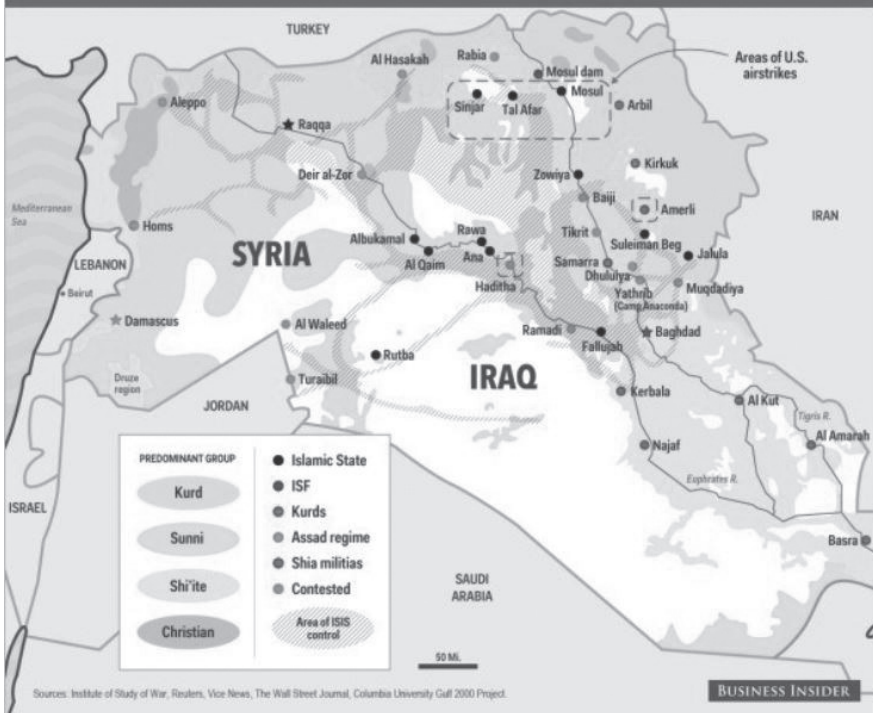 TURKEY
Areas of U.S.
airstrikes
Al Hasakah
Rabia
Mosul dam
Mosul
Sinjar
Tal Afar
Arbil
Aleppo
Raqqa
Kirkuk
Deir al-Zor
Zowiya
Baiji
Amerli
Mediterranean
Sea
Homs
IRAN
SYRIA
Albukamal
Rawa
Tikrit
Suleiman Beg
Al Qaim
Ana
Samarra
Jalula
LEBANON
Haditha
Dhululya
Muqdadiya
Beirut
Yathrib
(Camp Anaconda)
Damascus
Al Waleed
Ramadi
Baghdad
Fallujah
Rutba
IRAQ
Druze
region
Turaibil
Kerbala
Al Kut
JORDAN
Tigris R.
Al Amarah
Najaf
Euphrates R.
ISRAEL
Basra
SAUDI
ARABIA
PREDOMINANT GROUP
Kurd
Sunni
Shi'ite
Christian
Islamic State
ISF
Kurds
Assad regime
Shia militias
Contested
Area of ISIS
control
50 Mi.
Sources: Institute of Study of War, Reuters, Vice News, The Wall Street Journal, Columbia University Gulf 2000 Project.
BUSINESS INSIDER